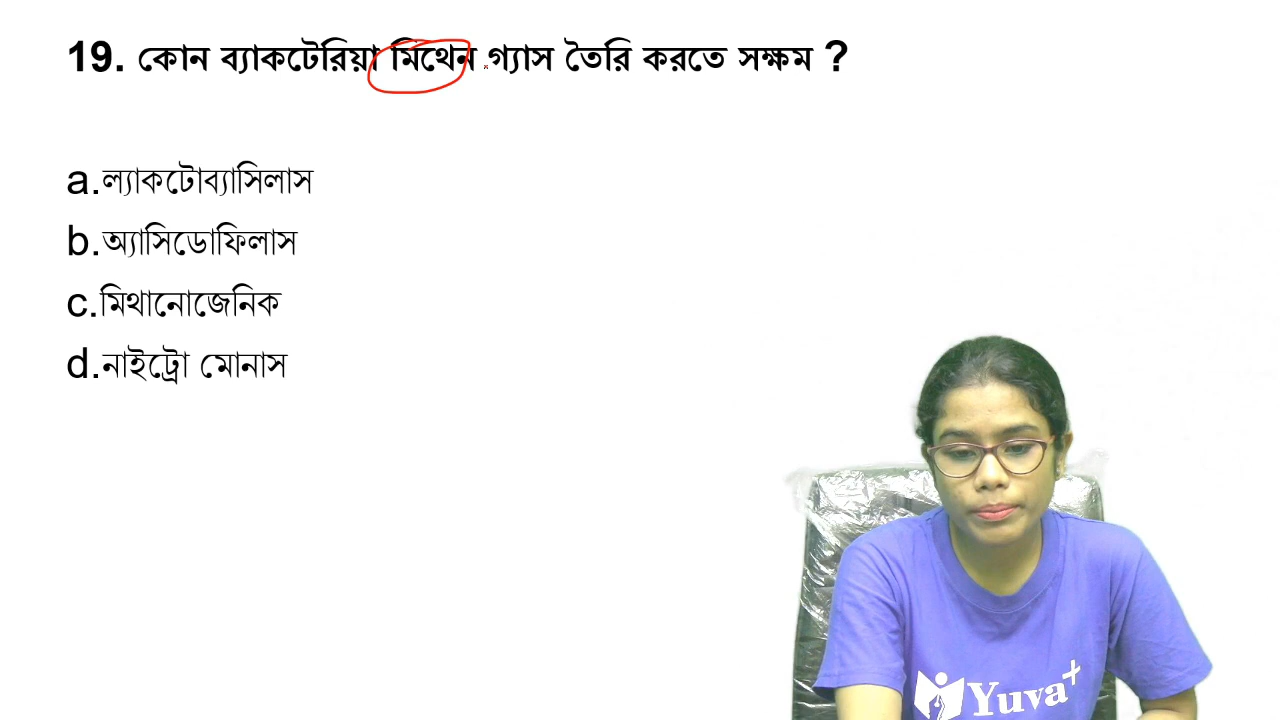 19. কোন ব্যাকটেরিয়া মিথেন গ্যাস তৈরি করতে সক্ষম ?
a.ল্যাকটোব্যাসিলাস
b.অ্যাসিডোফিলাস
c.মিথানোজেনিক
d.নাইট্রো মোনাস
Yuva+